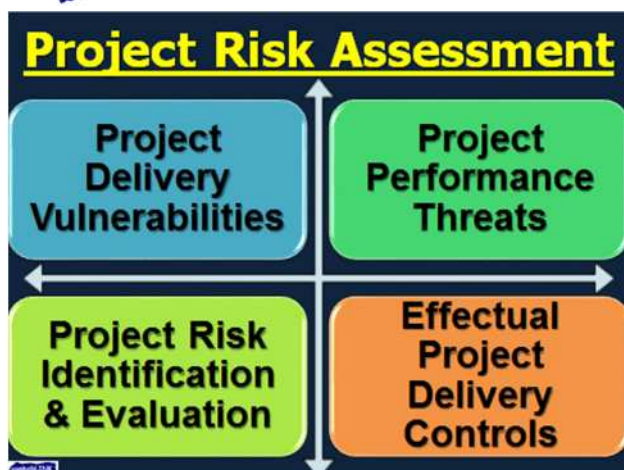 Project Risk Assessment
Project
Delivery
Vulnerabilities
Project
Performance
Threats
Project Risk
Identification
& Evaluation
Effectual
Project
Delivery
Controls